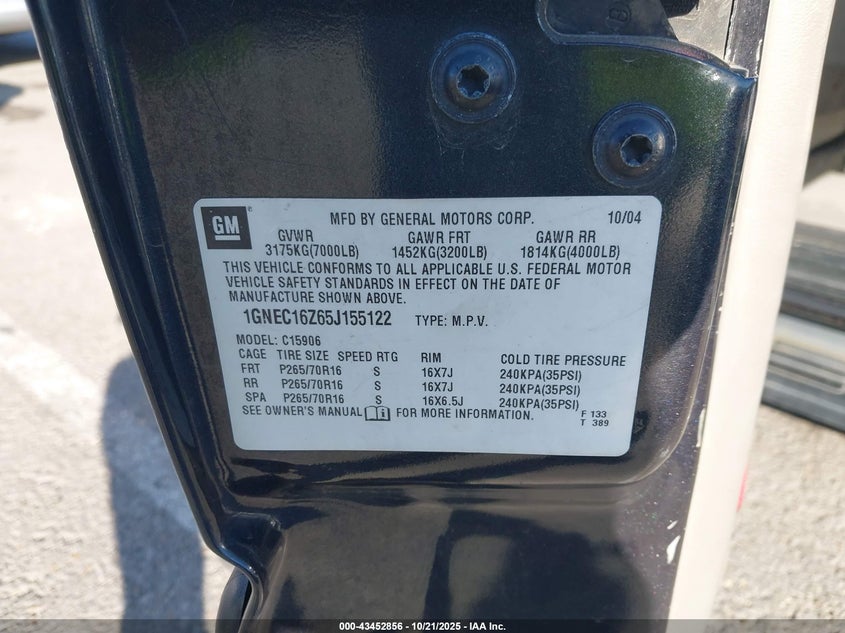 GM ®
MFD BY GENERAL MOTORS CORP. 10/04
GVWR GAWR FRT GAWR RR
3175KG(7000LB) 1452KG(3200LB) 1814KG(4000LB)
THIS VEHICLE CONFORMS TO ALL APPLICABLE U.S. FEDERAL MOTOR
VEHICLE SAFETY STANDARDS IN EFFECT ON THE DATE OF
MANUFACTURE SHOWN ABOVE.
1GNEC16Z65J155122 TYPE: M.P.V.
MODEL: C15906
CAGE TIRE SIZE SPEED RTG RIM COLD TIRE PRESSURE
FRT P265/70R16 S 16X7J 240KPA(35PSI)
RR P265/70R16 S 16X7J 240KPA(35PSI)
SPA P265/70R16 S 16X6.5J 240KPA(35PSI)
SEE OWNER'S MANUAL i FOR MORE INFORMATION.
F 133
T 389
000-43452856 - 10/21/2025 - IAA Inc.